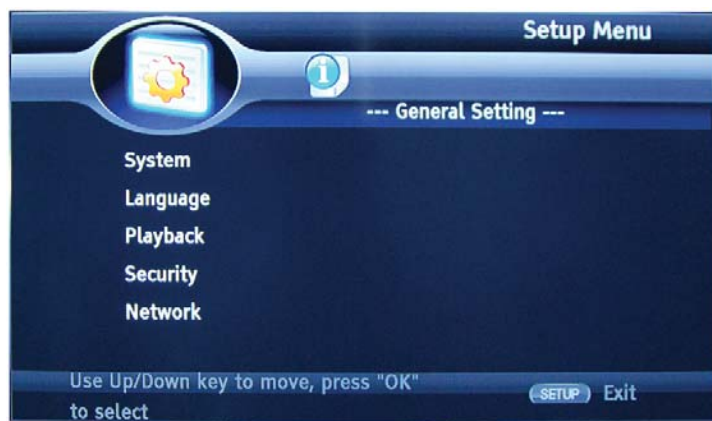 Setup Menu
--- General Setting ---
System
Language
Playback
Security
Network
Use Up/Down key to move, press "OK"
to select
SETUP Exit